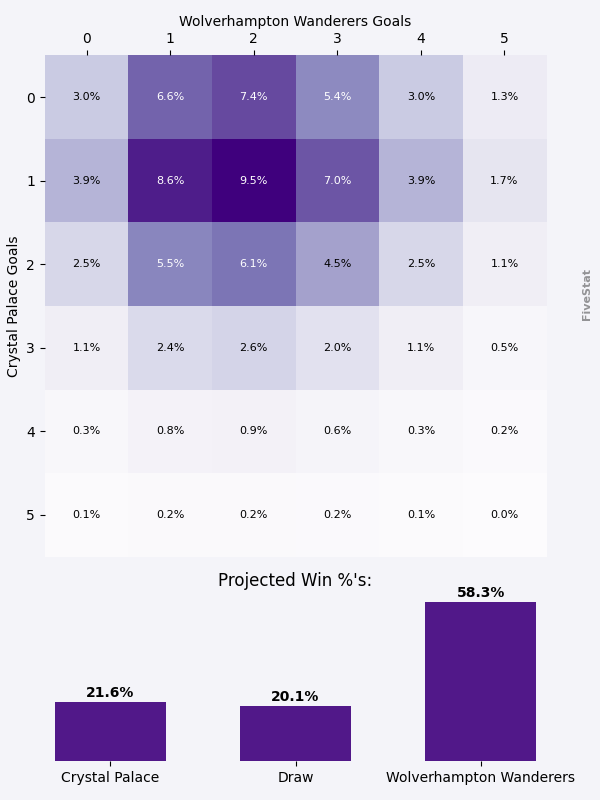 Wolverhampton Wanderers Goals
0 1 2 3 4 5
0 3.0% 6.6% 7.4% 5.4% 3.0% 1.3%
1 3.9% 8.6% 9.5% 7.0% 3.9% 1.7%
2 2.5% 5.5% 6.1% 4.5% 2.5% 1.1%
3 1.1% 2.4% 2.6% 2.0% 1.1% 0.5%
4 0.3% 0.8% 0.9% 0.6% 0.3% 0.2%
5 0.1% 0.2% 0.2% 0.2% 0.1% 0.0%
Crystal Palace Goals
FiveStat
Projected Win %'s:
21.6% 20.1% 58.3%
Crystal Palace Draw Wolverhampton Wanderers